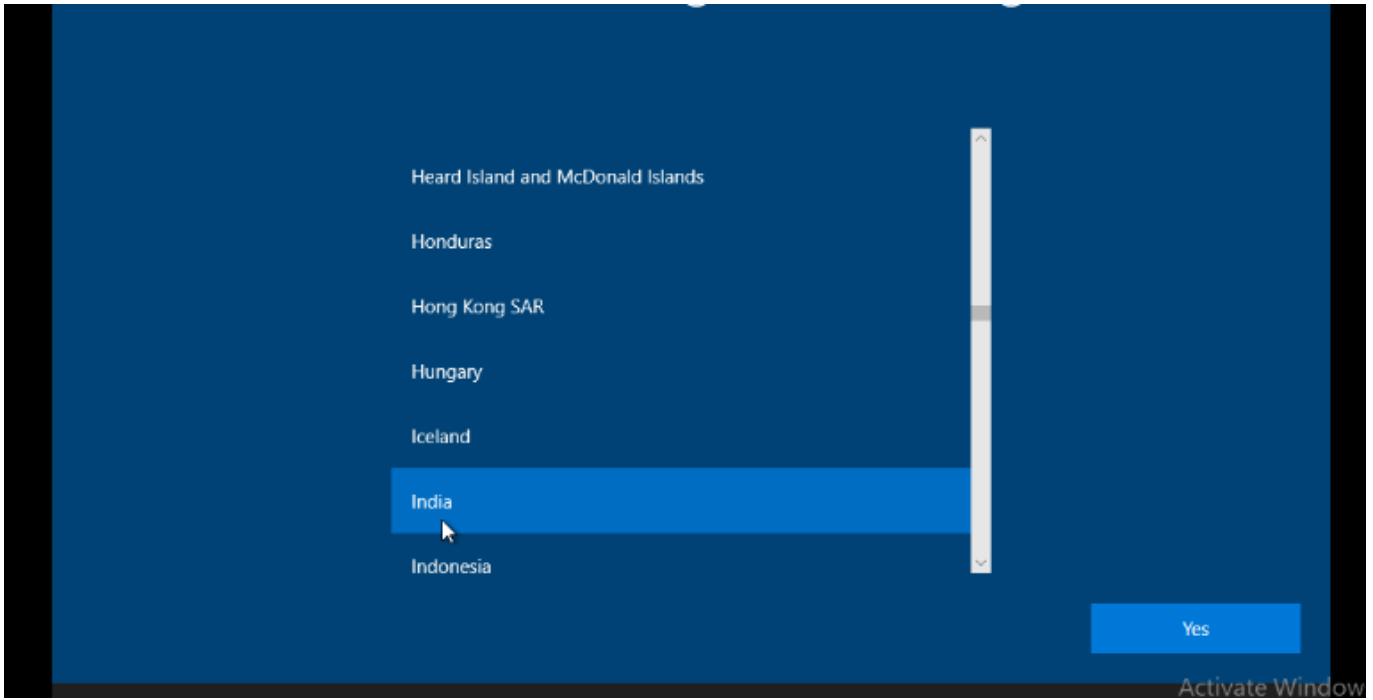 Heard Island and McDonald Islands
Honduras
Hong Kong SAR
Hungary
Iceland
India
Indonesia
Yes
Activate Window